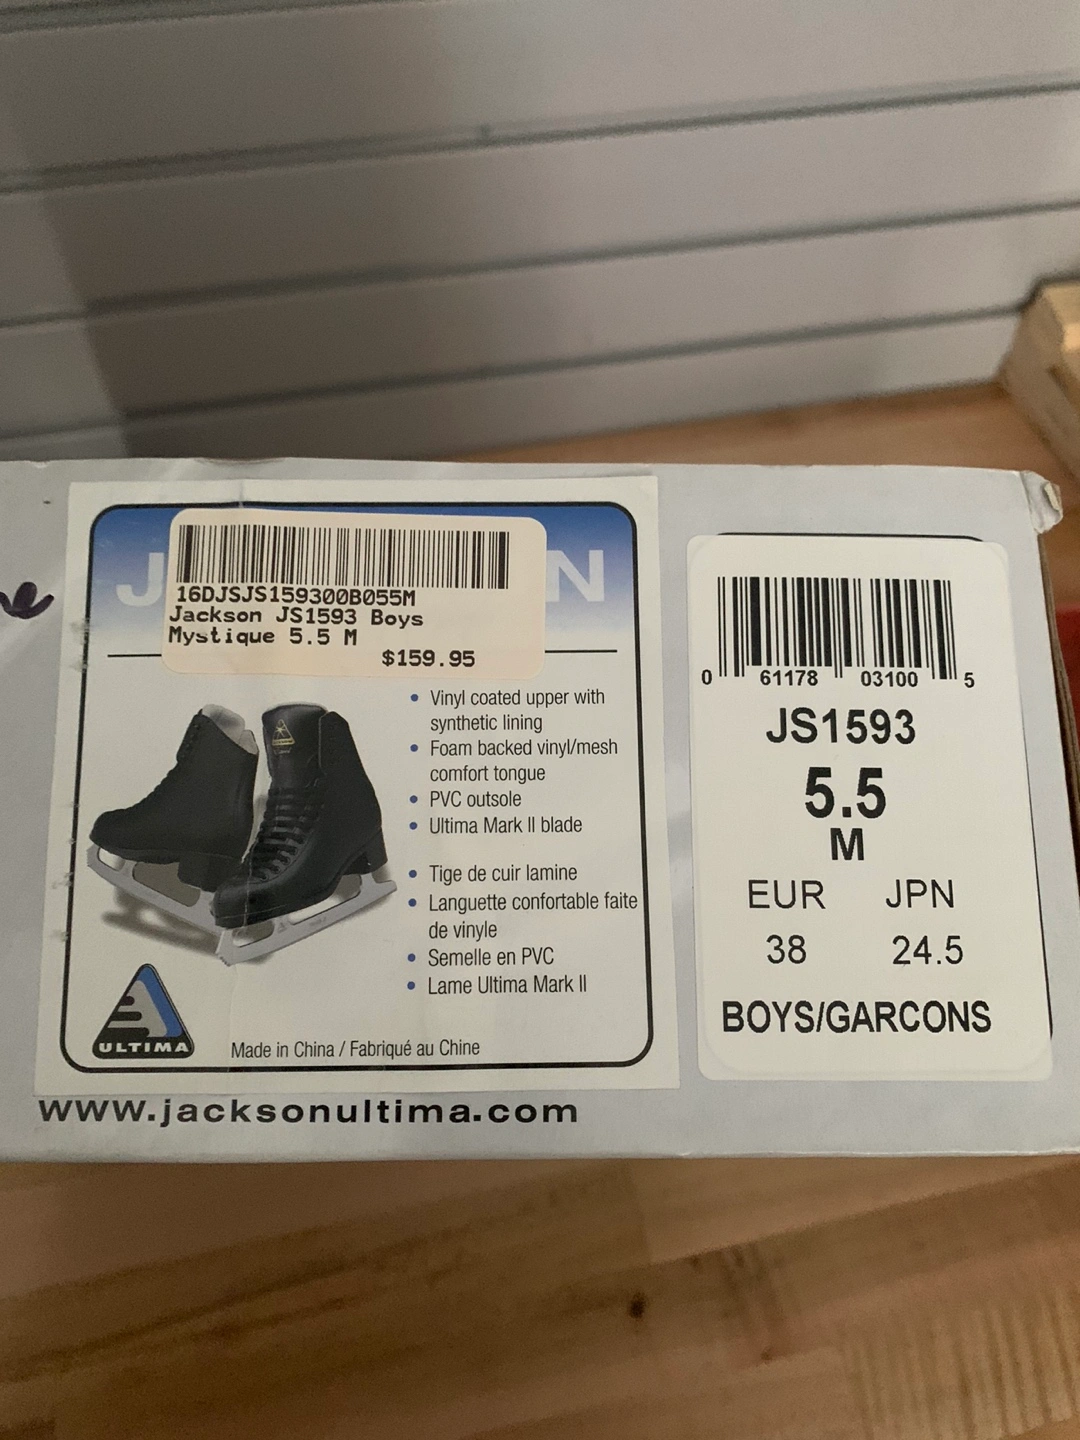 J N
16DJSJS159300B055M
Jackson JS1593 Boys
Mystique 5.5 M
$159.95
• Vinyl coated upper with
synthetic lining
• Foam backed vinyl/mesh
comfort tongue
• PVC outsole
• Ultima Mark II blade
• Tige de cuir lamine
• Languette confortable faite
de vinyle
• Semelle en PVC
• Lame Ultima Mark II
ULTIMA
Made in China / Fabriqué au Chine
www.jacksonultima.com
0 61178 03100 5
JS1593
5.5
M
EUR JPN
38 24.5
BOYS/GARCONS